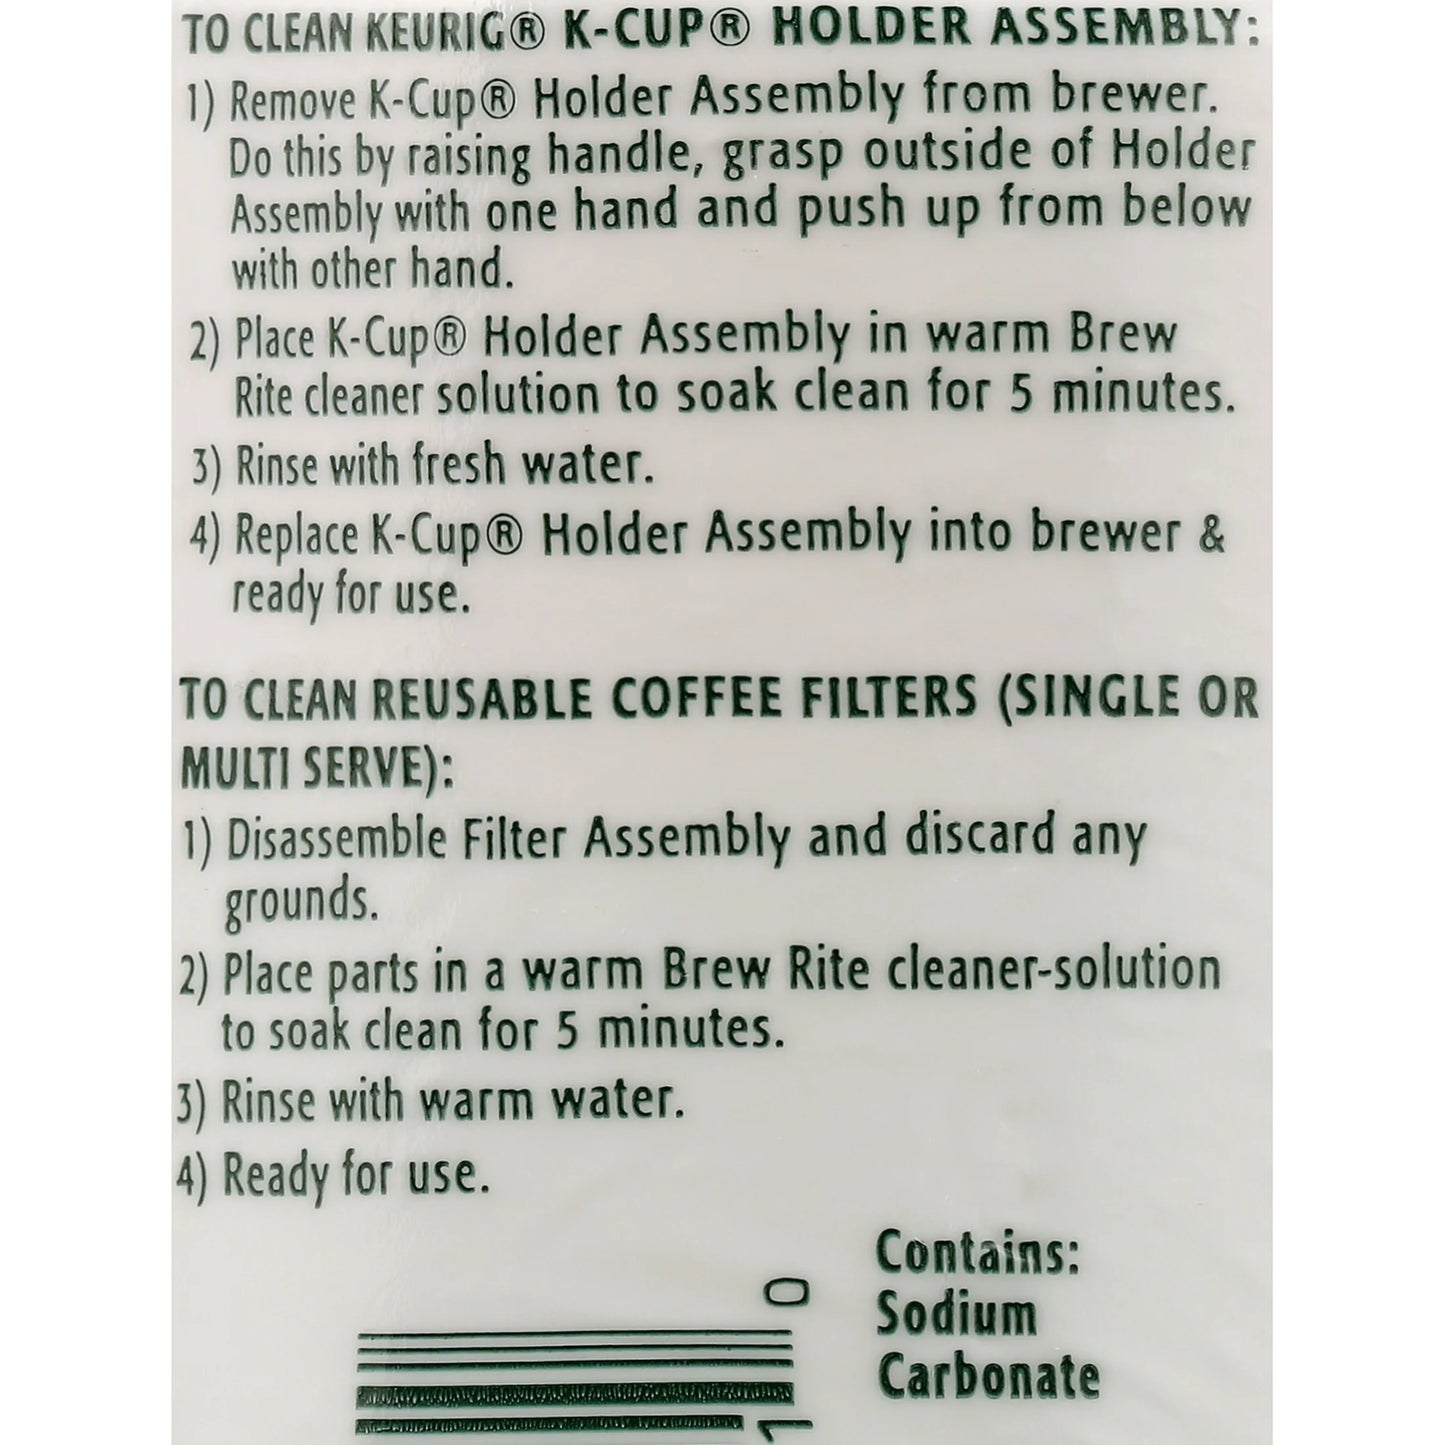 TO CLEAN KEURIG® K-CUP® HOLDER ASSEMBLY:
1) Remove K-Cup® Holder Assembly from brewer.
Do this by raising handle, grasp outside of Holder
Assembly with one hand and push up from below
with other hand.
2) Place K-Cup® Holder Assembly in warm Brew
Rite cleaner solution to soak clean for 5 minutes.
3) Rinse with fresh water.
4) Replace K-Cup® Holder Assembly into brewer &
ready for use.
TO CLEAN REUSABLE COFFEE FILTERS (SINGLE OR
MULTI SERVE):
1) Disassemble Filter Assembly and discard any
grounds.
2) Place parts in a warm Brew Rite cleaner-solution
to soak clean for 5 minutes.
3) Rinse with warm water.
4) Ready for use.
Contains:
Sodium
Carbonate
0
1